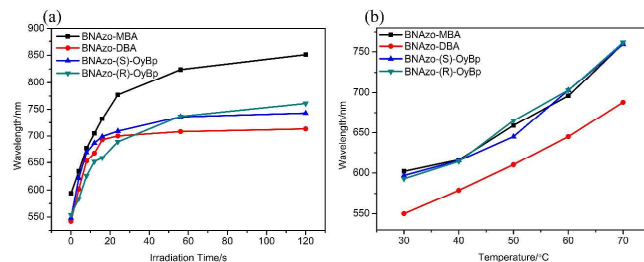 (a)
BNAzo-MBA
BNAzo-DBA
BNAzo-(S)-OyBp
BNAzo-(R)-OyBp
900
850
800
750
700
650
600
550
Wavelength/nm
0 20 40 60 80 100 120
Irradiation Time/s
(b)
BNAzo-MBA
BNAzo-DBA
BNAzo-(S)-OyBp
BNAzo-(R)-OyBp
750
700
650
600
550
Wavelength/nm
30 40 50 60 70
Temperature/°C